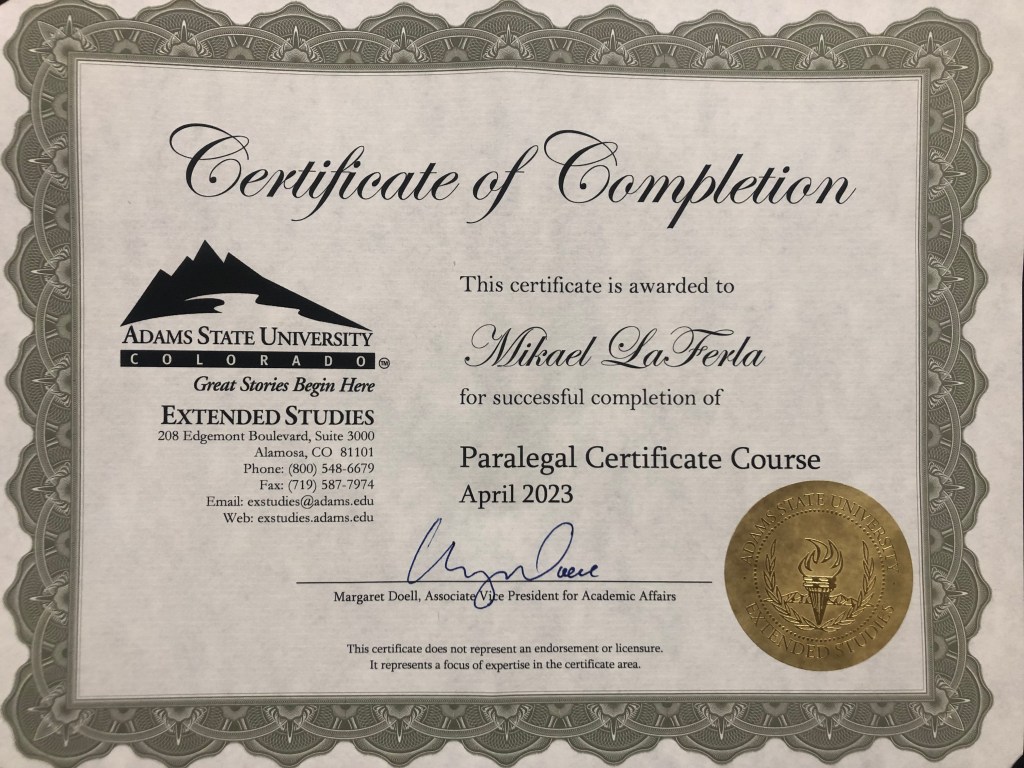 Certificate of Completion
ADAMS STATE UNIVERSITY
COLORADO TM
Great Stories Begin Here
EXTENDED STUDIES
208 Edgemont Boulevard, Suite 3000
Alamosa, CO 81101
Phone: (800) 548-6679
Fax: (719) 587-7974
Email: exstudies@adams.edu
Web: exstudies.adams.edu
This certificate is awarded to
Mikael LaFerla
for successful completion of
Paralegal Certificate Course
April 2023
Margaret Doell, Associate Vice President for Academic Affairs
This certificate does not represent an endorsement or licensure.
It represents a focus of expertise in the certificate area.
ADAMS STATE UNIVERSITY
EXTENDED STUDIES